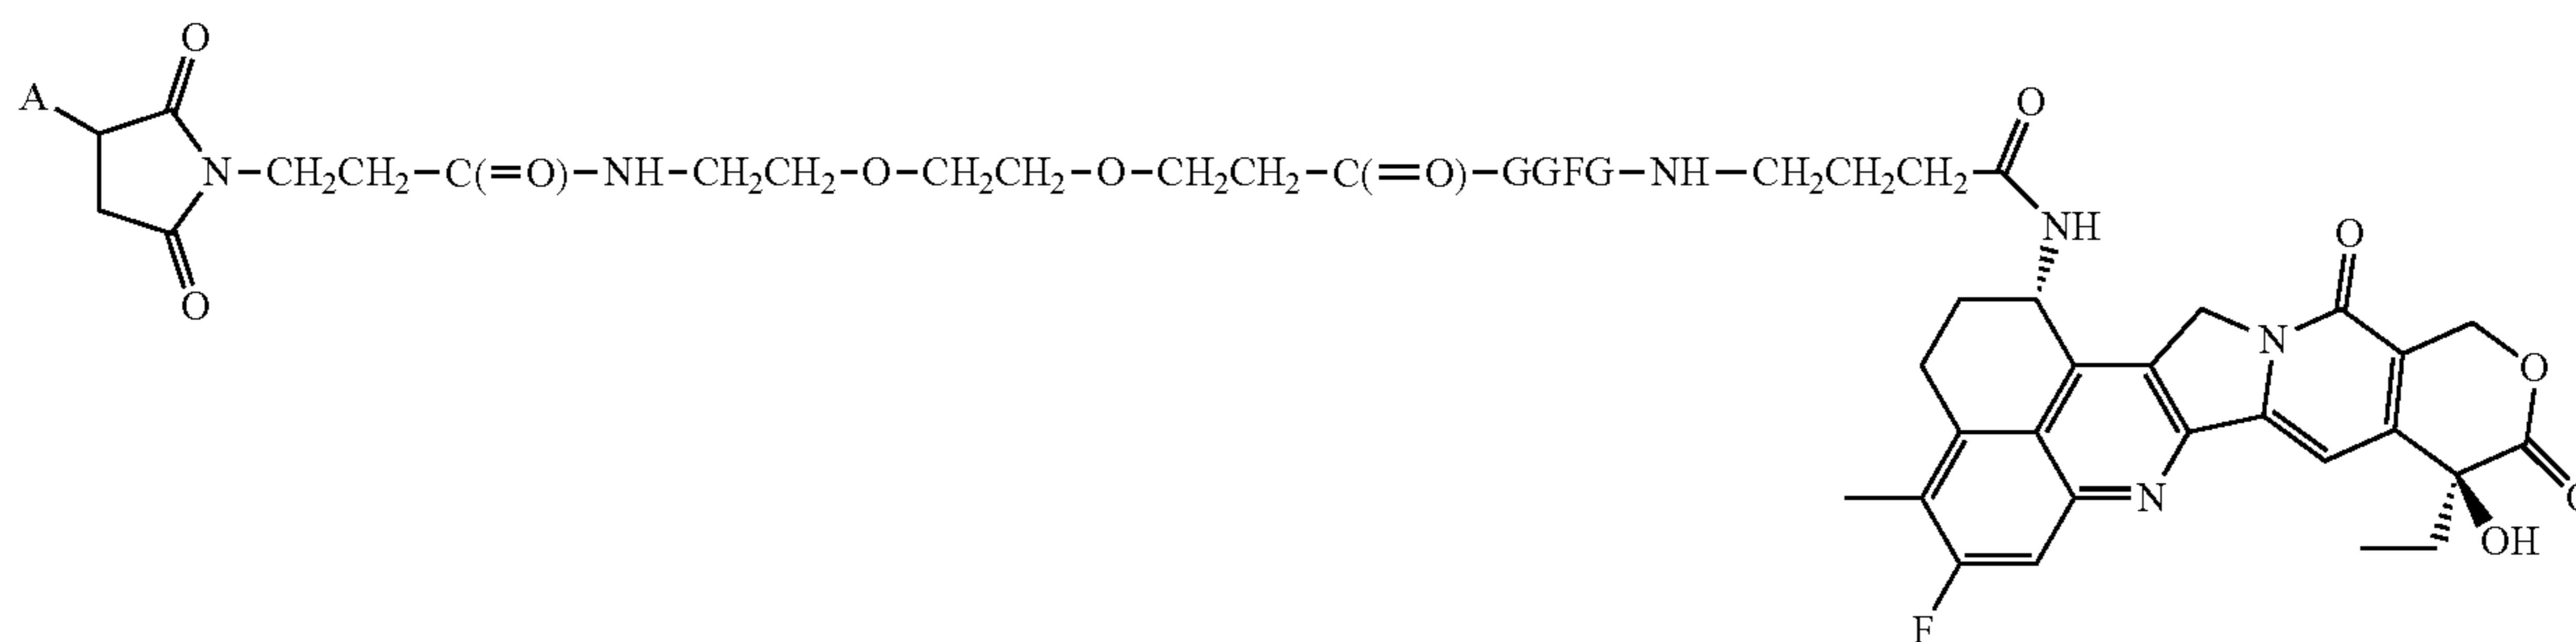 O
A
N–CH₂CH₂–C(=O)–NH–CH₂CH₂–O–CH₂CH₂–O–CH₂CH₂–C(=O)–GGFG–NH–CH₂CH₂CH₂
O
O
NH
O
N
O
N
OH
F